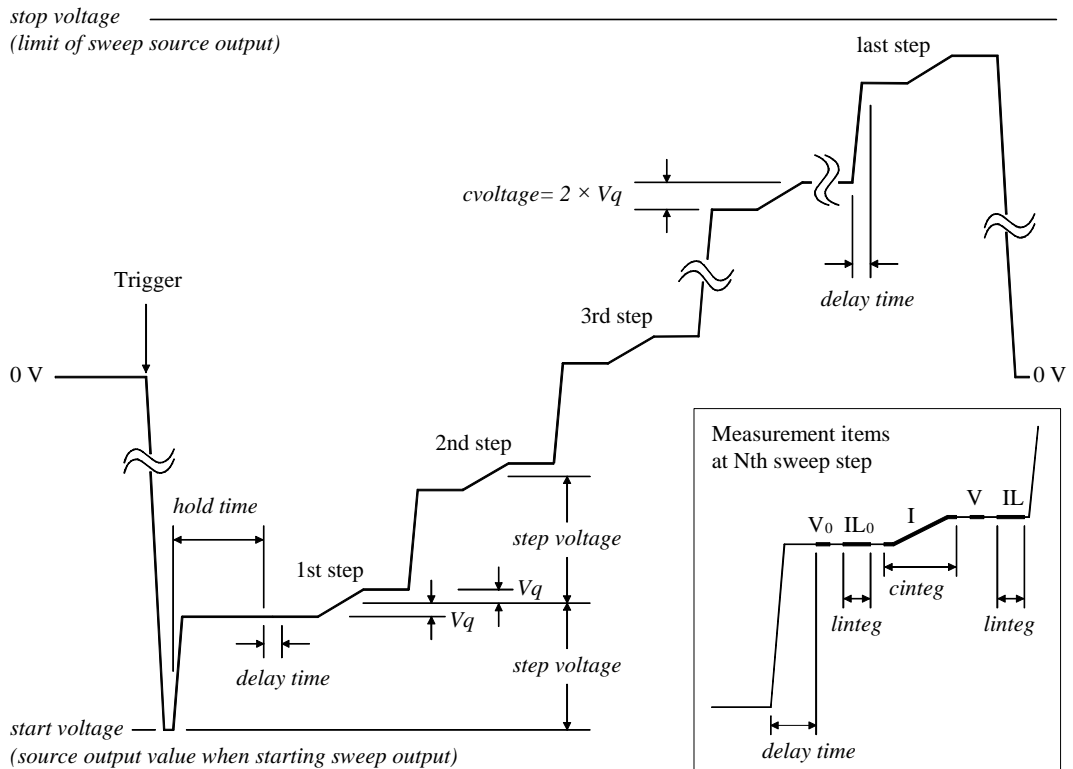 stop voltage
(limit of sweep source output)
last step
cvoltage= 2 × Vq
delay time
Trigger
3rd step
0 V
0 V
2nd step
hold time
step voltage
1st step
Vq
Vq
delay time
step voltage
start voltage
(source output value when starting sweep output)
Measurement items
at Nth sweep step
V0 IL0 I V IL
cinteg
linteg linteg
delay time